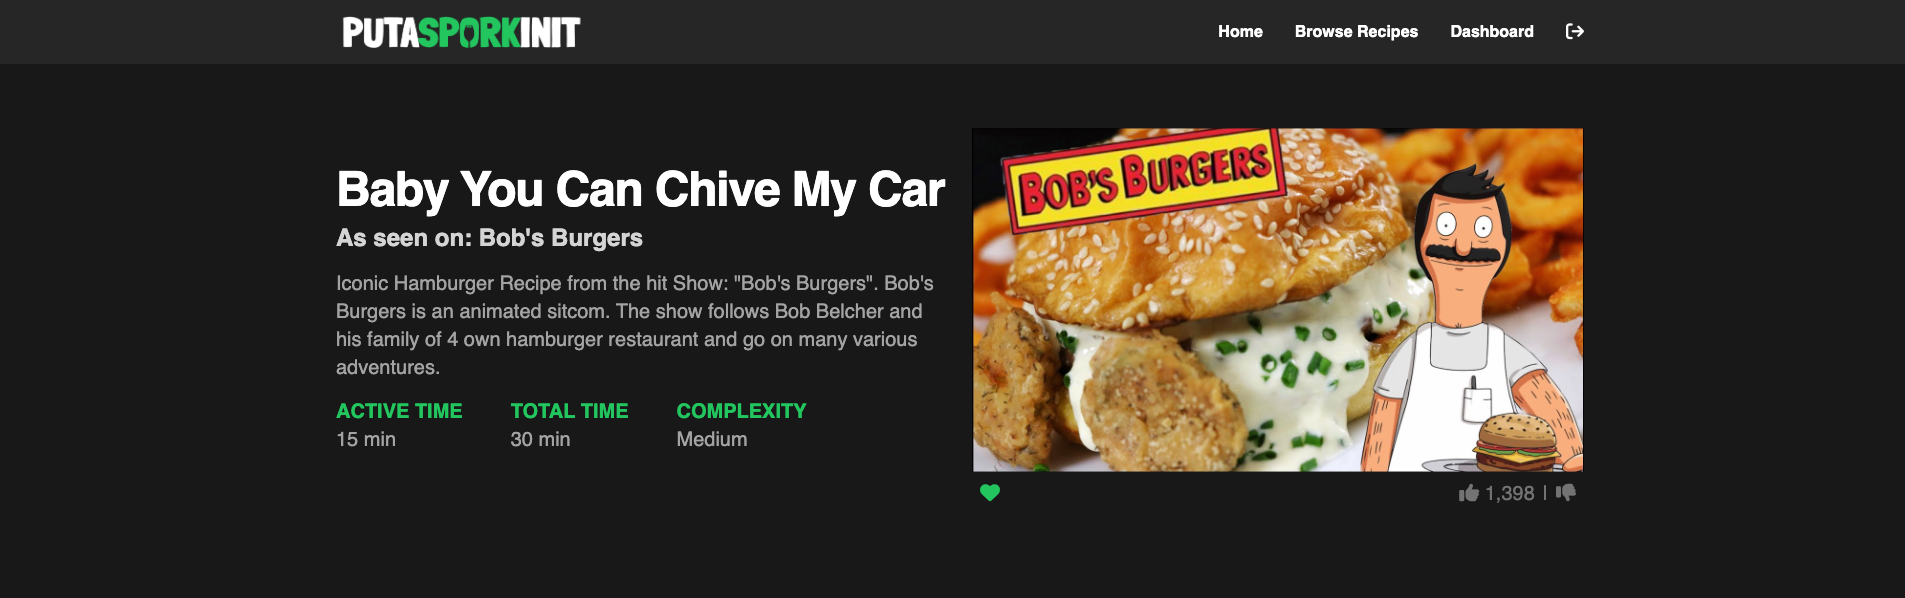 PUTASPORKINIT
Home
Browse Recipes
Dashboard
Baby You Can Chive My Car
As seen on: Bob's Burgers
Iconic Hamburger Recipe from the hit Show: "Bob's Burgers". Bob's
Burgers is an animated sitcom. The show follows Bob Belcher and
his family of 4 own hamburger restaurant and go on many various
adventures.
ACTIVE TIME
15 min
TOTAL TIME
30 min
COMPLEXITY
Medium
BOB'S BURGERS
1,398 |